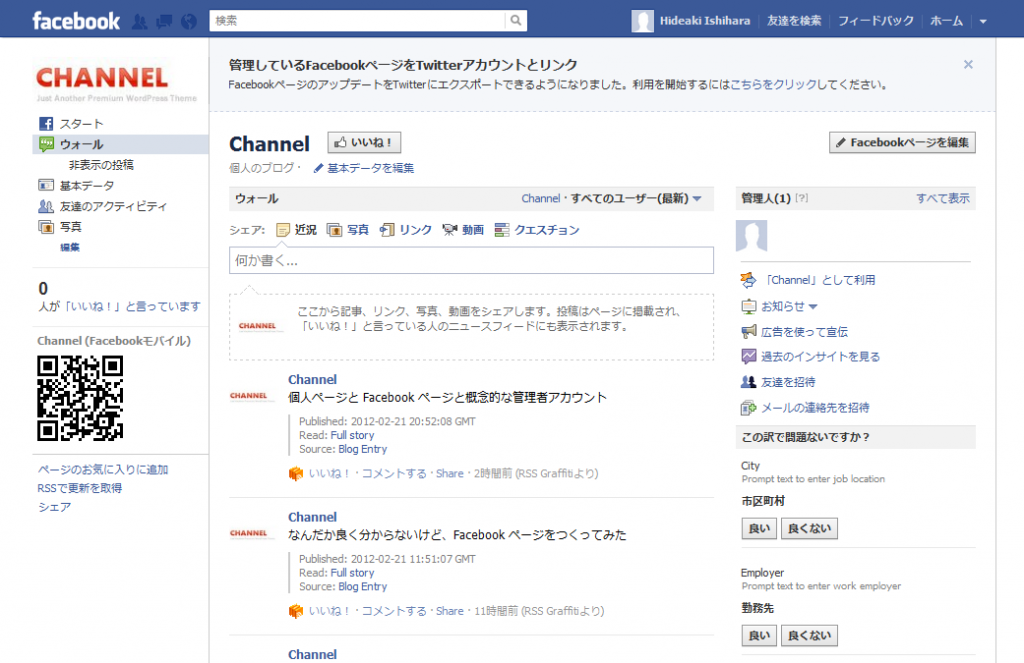 facebook
検索
Hideaki Ishihara
友達を検索
フィードバック
ホーム
CHANNEL
Just Another Premium WordPress Theme
スタート
ウォール
非表示の投稿
基本データ
友達のアクティビティ
写真
編集
0
人が「いいね！」と言っています
Channel (Facebookモバイル)
ページのお気に入りに追加
RSSで更新を取得
シェア
管理しているFacebookページをTwitterアカウントとリンク
FacebookページのアップデートをTwitterにエクスポートできるようになりました。利用を開始するにはこちらをクリックしてください。
Channel
いいね！
Facebookページを編集
個人のブログ · 基本データを編集
ウォール
Channel · すべてのユーザー(最新)
シェア: 近況 写真 リンク 動画 クエスチョン
何か書く...
CHANNEL
ここから記事、リンク、写真、動画をシェアします。投稿はページに掲載され、
「いいね！」と言っている人のニュースフィードにも表示されます。
CHANNEL
Channel
個人ページと Facebook ページと概念的な管理者アカウント
Published: 2012-02-21 20:52:08 GMT
Read: Full story
Source: Blog Entry
いいね！ · コメントする · Share · 2時間前 (RSS Graffitiより)
CHANNEL
Channel
なんだか良く分からないけど、Facebook ページをつくってみた
Published: 2012-02-21 11:51:07 GMT
Read: Full story
Source: Blog Entry
いいね！ · コメントする · Share · 11時間前 (RSS Graffitiより)
Channel
管理人(1) [?]
すべて表示
「Channel」として利用
お知らせ
広告を使って宣伝
過去のインサイトを見る
友達を招待
メールの連絡先を招待
この訳で問題ないですか？
City
Prompt text to enter job location
市区町村
良い 良くない
Employer
Prompt text to enter work employer
勤務先
良い 良くない